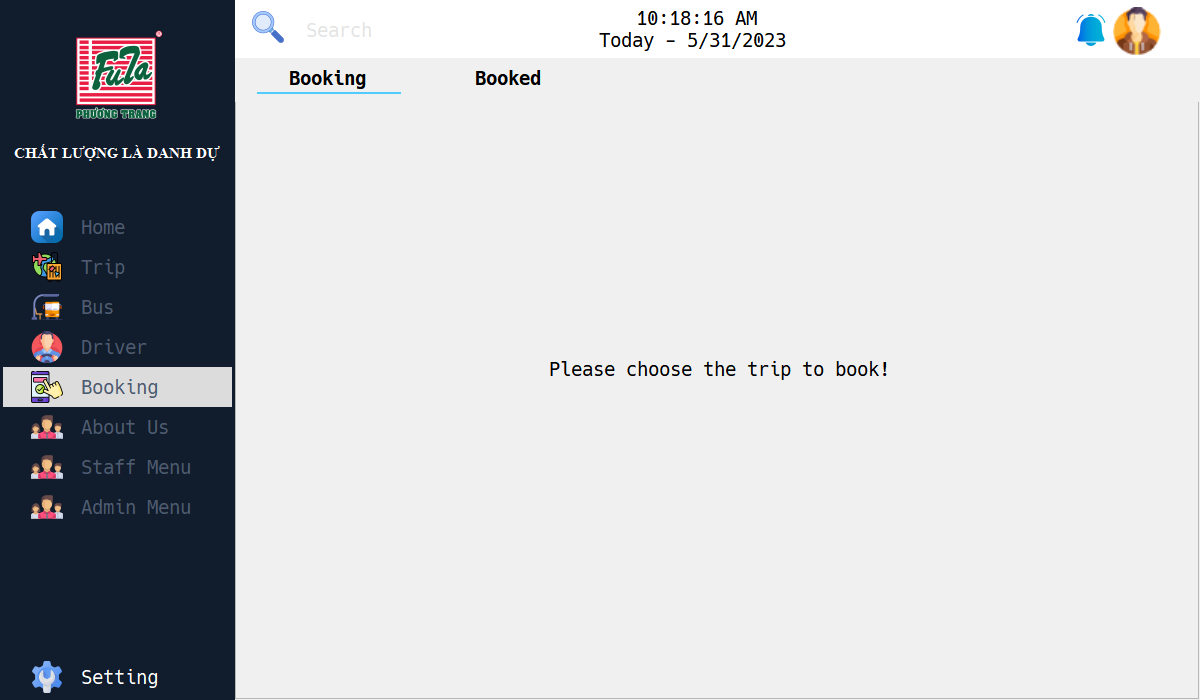 FuTa
PHƯƠNG TRANG
CHẤT LƯỢNG LÀ DANH DỰ
Home
Trip
Bus
Driver
Booking
About Us
Staff Menu
Admin Menu
Setting
Search
10:18:16 AM
Today - 5/31/2023
Booking
Booked
Please choose the trip to book!